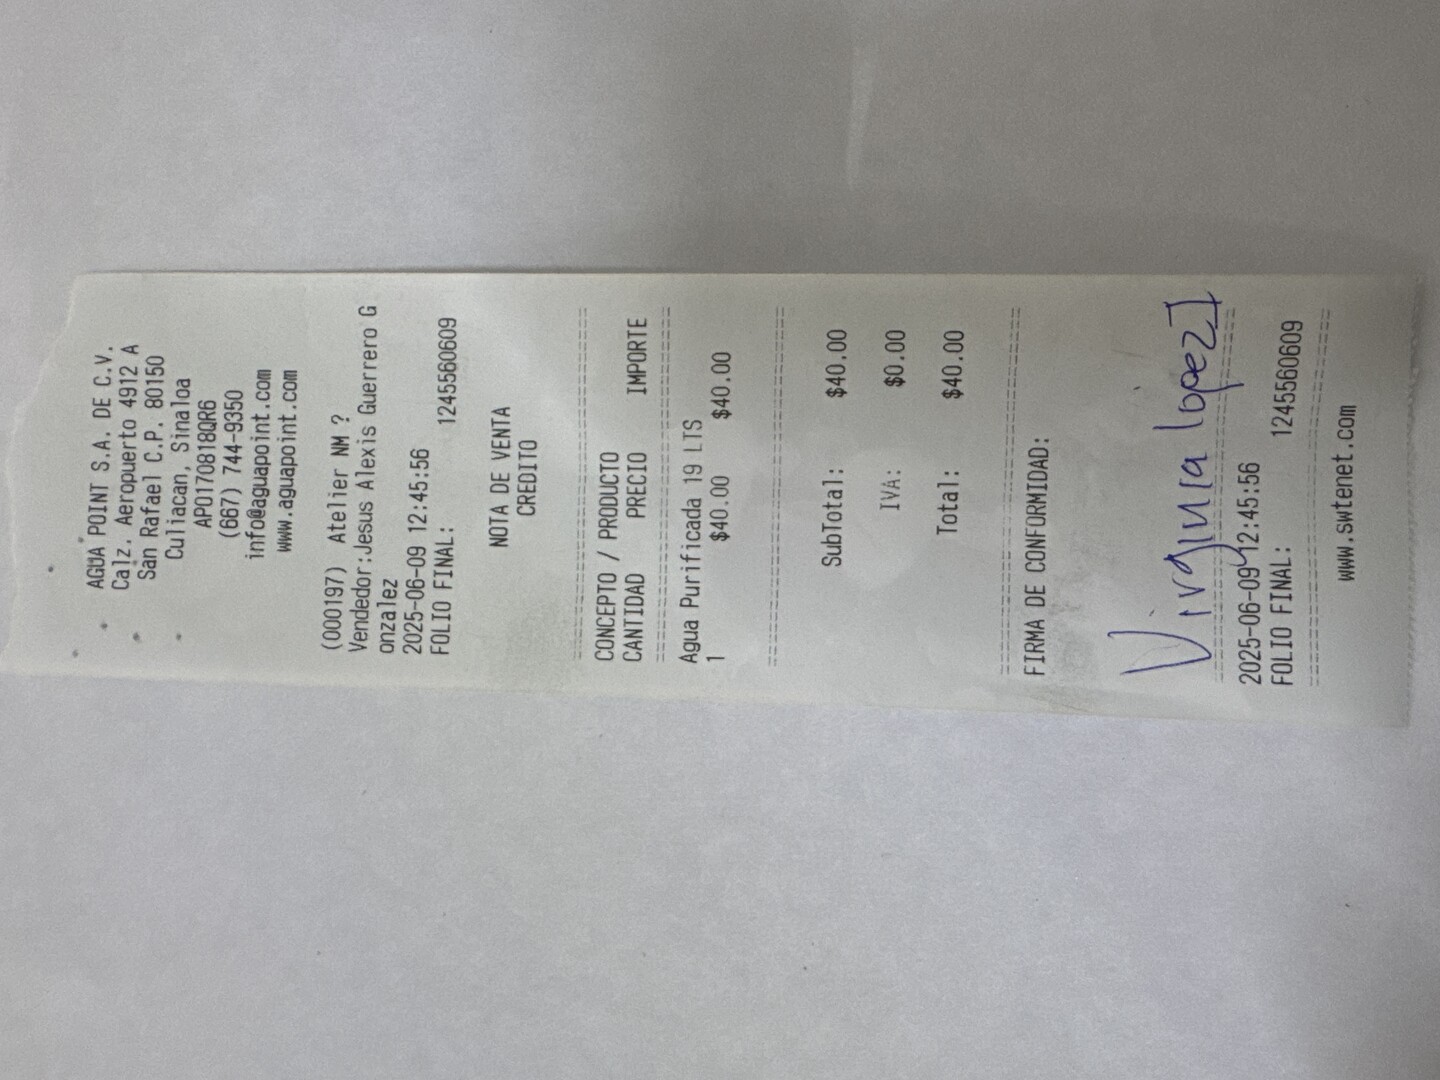 AGUA POINT S.A. DE C.V.
Calz. Aeropuerto 4912 A
San Rafael C.P. 80150
Culiacan, Sinaloa
APO170818QR6
(667) 744-9350
info@aguapoint.com
www.aguapoint.com
(000197) Atelier NM ?
Vendedor:Jesus Alexis Guerrero G
onzalez
2025-06-09 12:45:56
FOLIO FINAL: 1245560609
NOTA DE VENTA
CREDITO
CONCEPTO / PRODUCTO
CANTIDAD PRECIO IMPORTE
Agua Purificada 19 LTS
1 $40.00 $40.00
SubTotal: $40.00
IVA: $0.00
Total: $40.00
FIRMA DE CONFORMIDAD:
Virginia lopez I
2025-06-09 12:45:56
FOLIO FINAL: 1245560609
www.swtenet.com